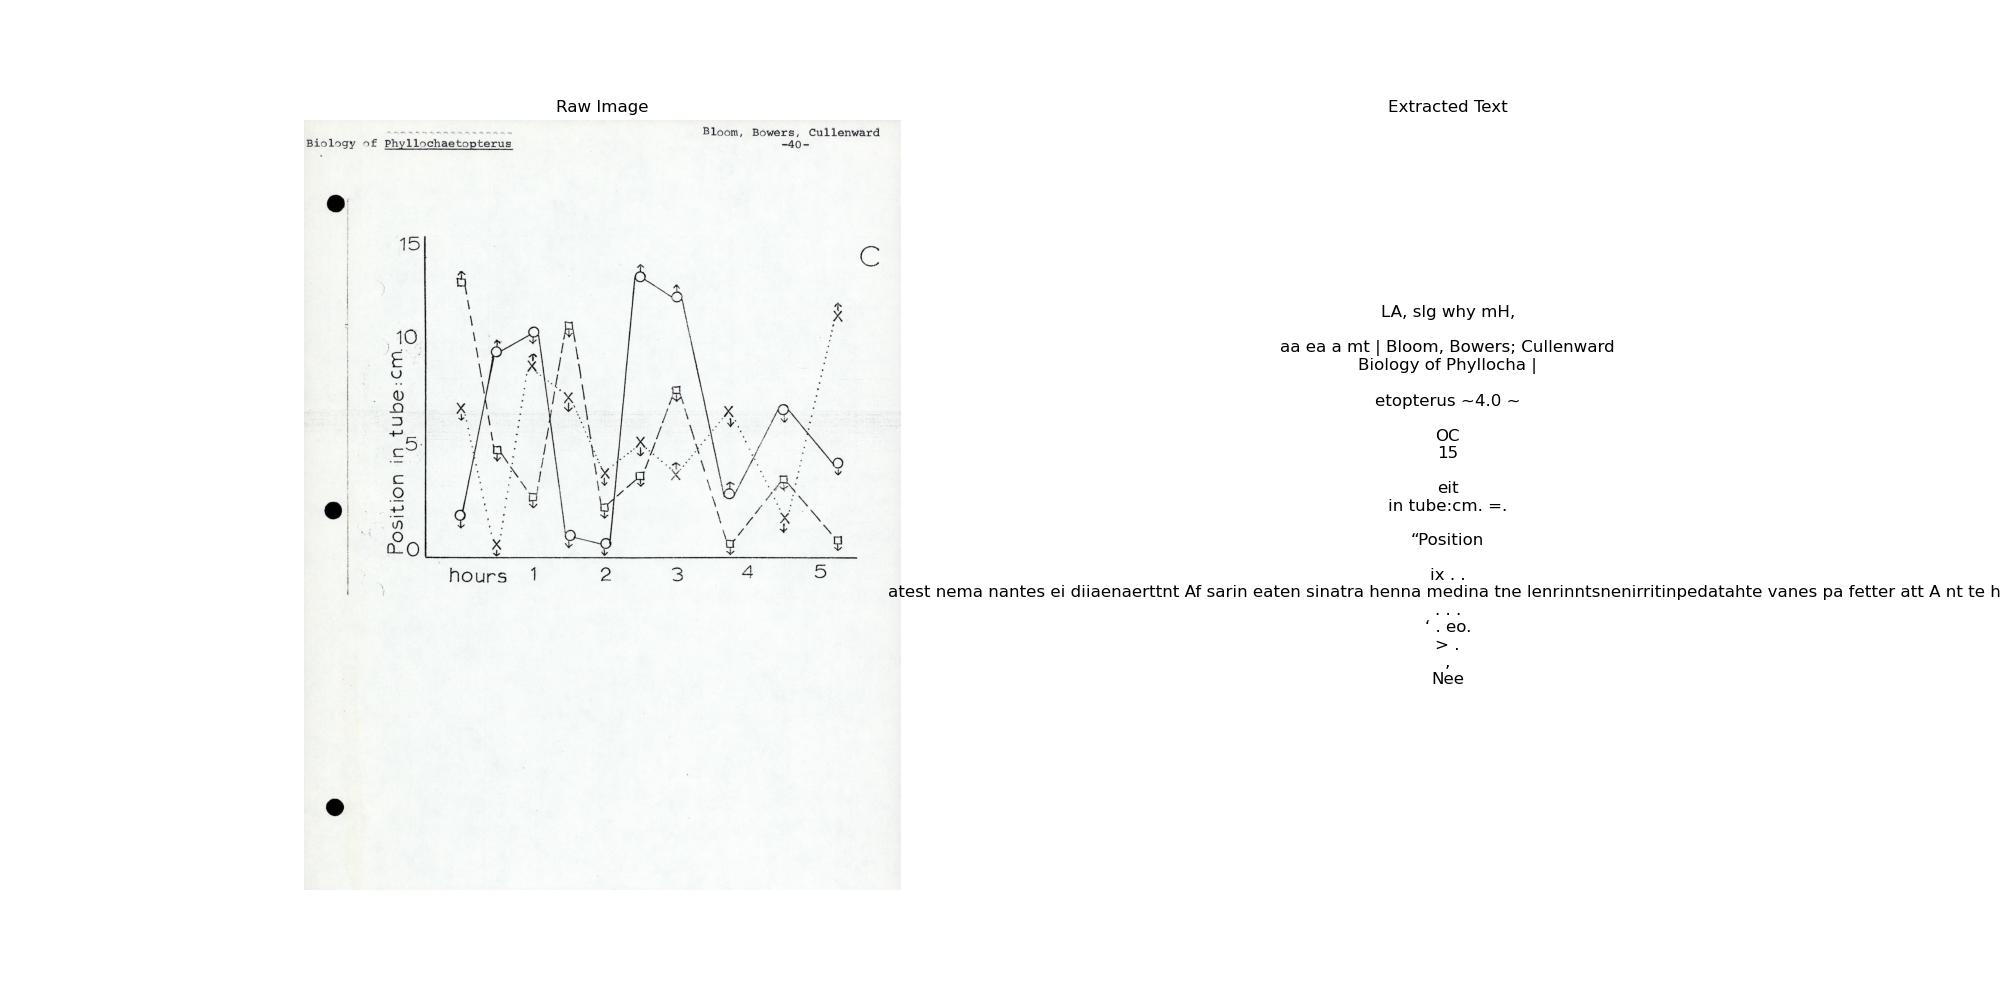 Raw Image
Extracted Text
Bloom, Bowers, Cullenward
Biology of Phyllochaetopterus
-40-
C
15
10
5
0
Position in tube:cm.
hours 1 2 3 4 5
LA, slg why mH,
aa ea a mt | Bloom, Bowers; Cullenward
Biology of Phyllocha |
etopterus ~4.0 ~
OC
15
eit
in tube:cm. =.
“Position
ix . .
atest nema nantes ei diiaenaerttnt Af sarin eaten sinatra henna medina tne lenrinntsnenirritinpedatahte vanes pa fetter att A nt te h
. . .
‘ . eo.
> .
,
Nee